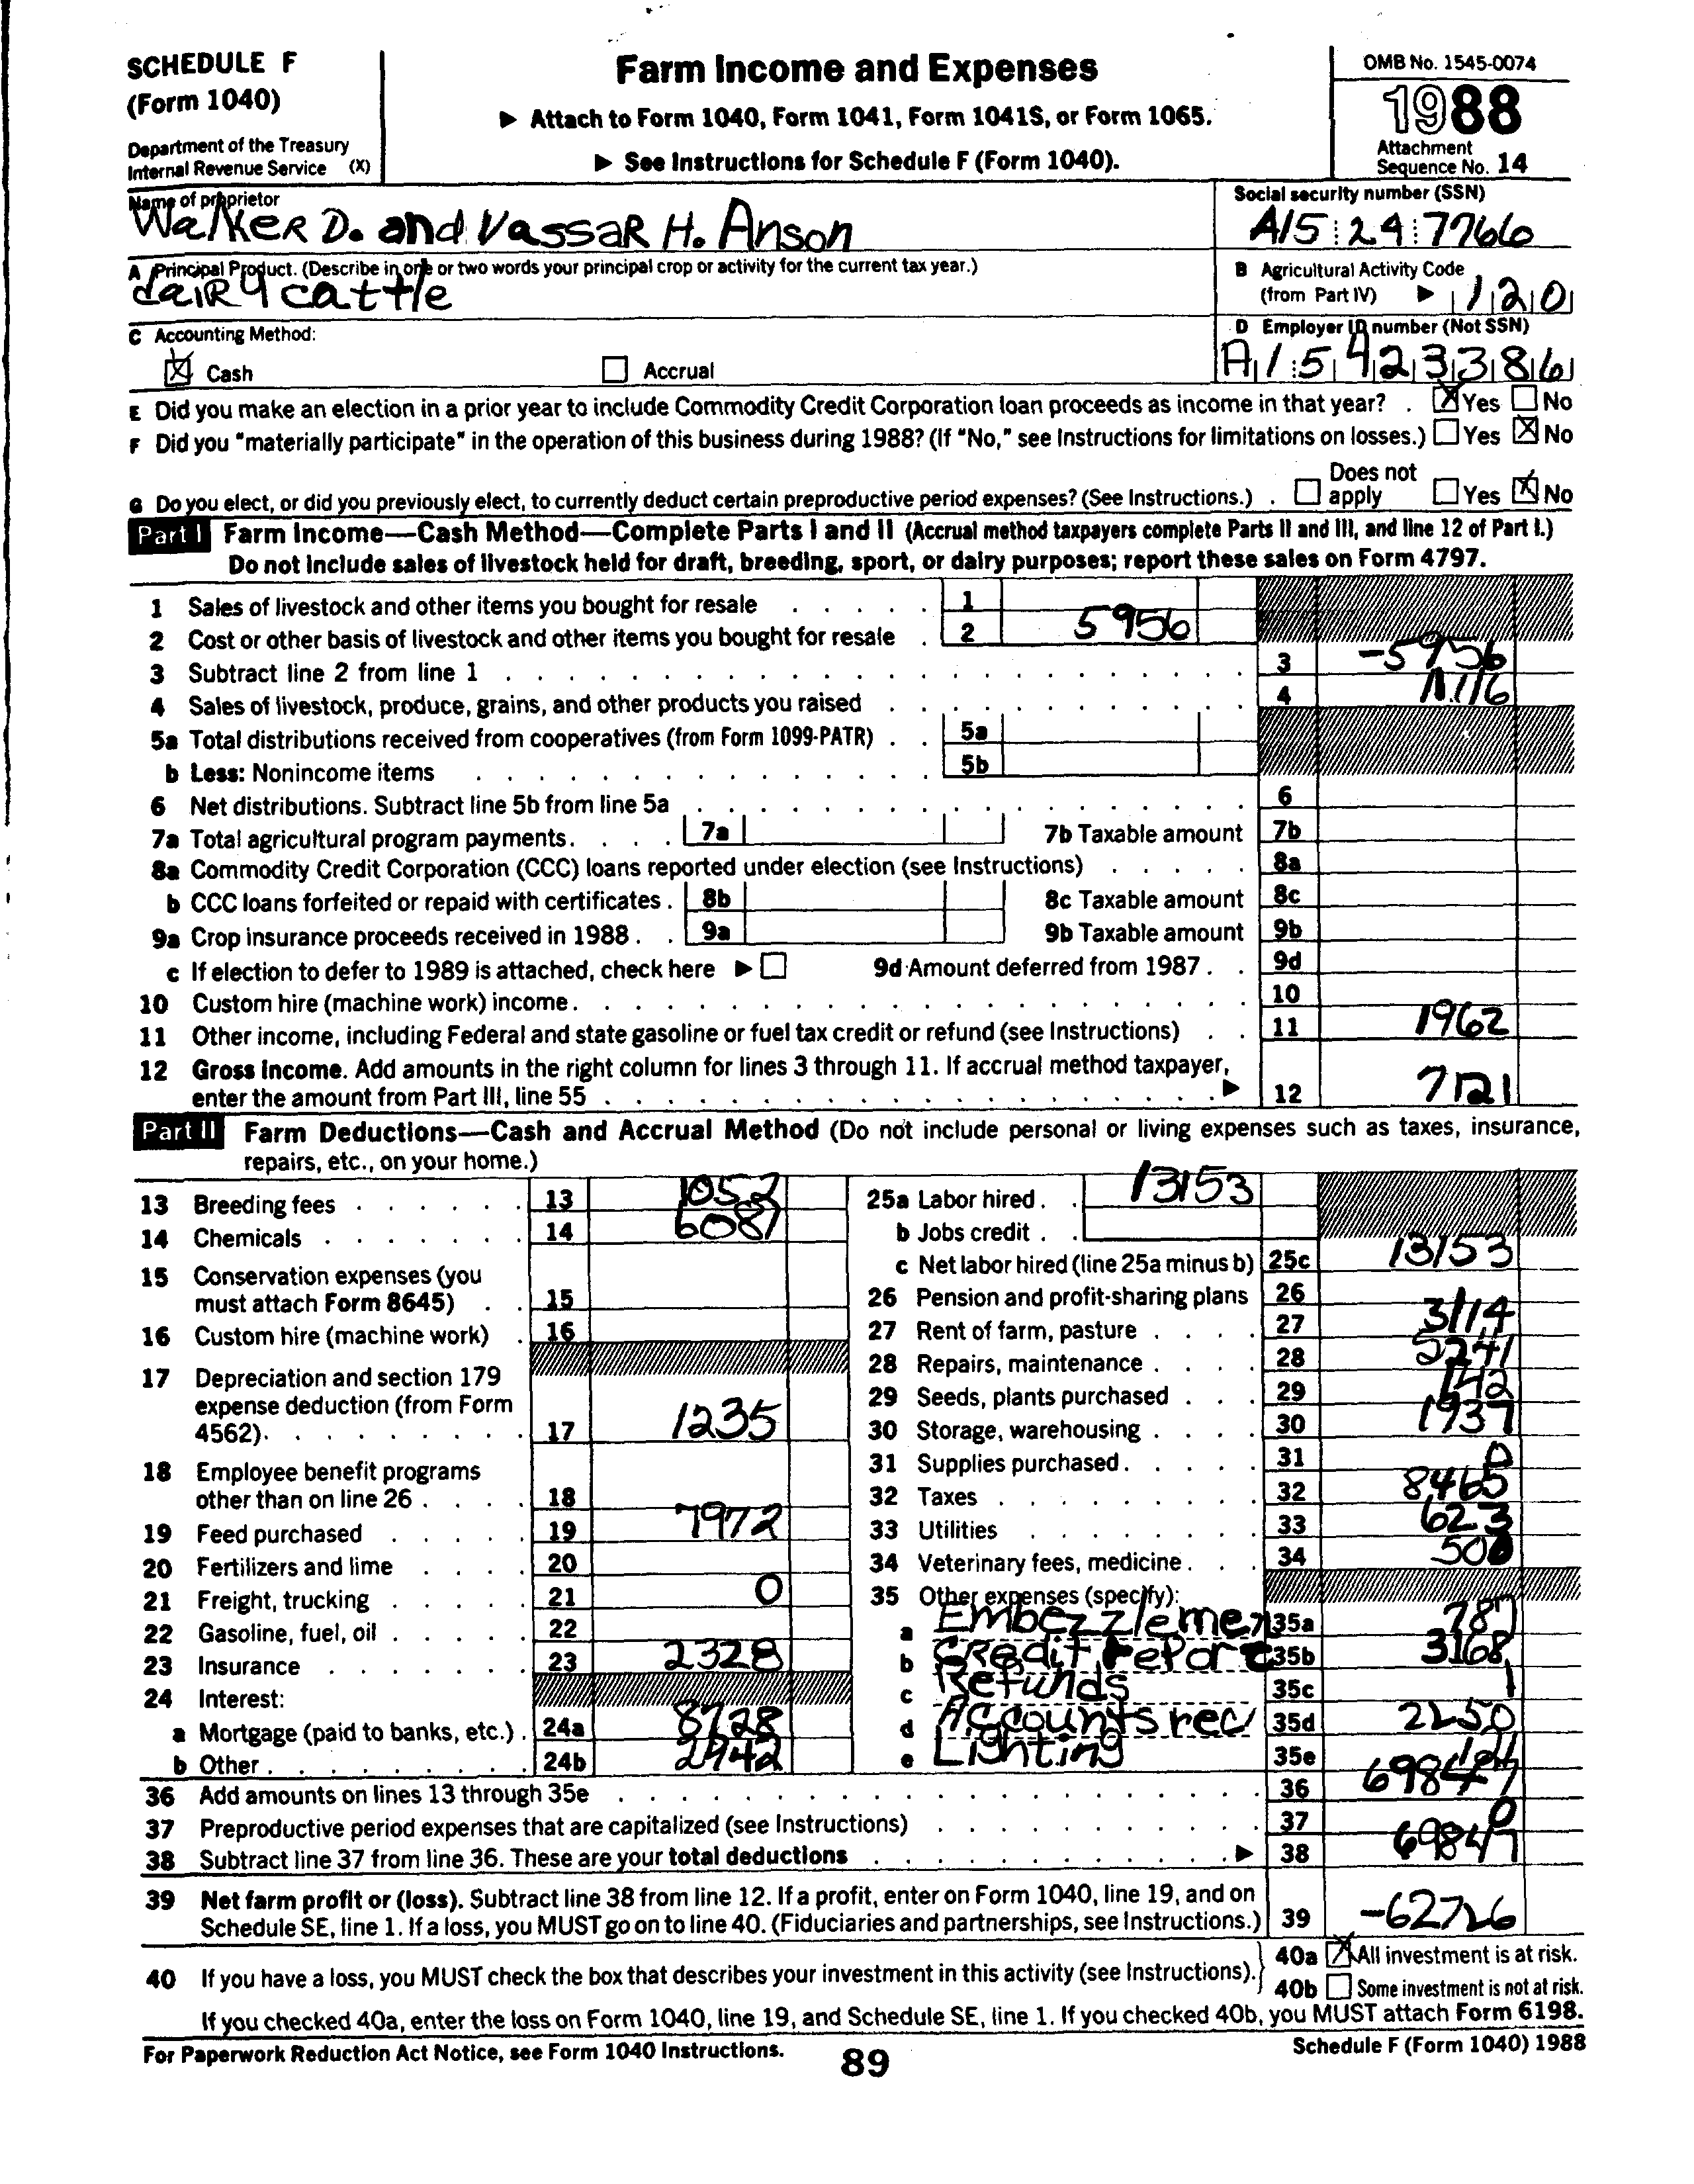 SCHEDULE F
(Form 1040)
Department of the Treasury
Internal Revenue Service (X)
Farm Income and Expenses
▶ Attach to Form 1040, Form 1041, Form 1041S, or Form 1065.
▶ See Instructions for Schedule F (Form 1040).
OMB No. 1545-0074
1988
Attachment
Sequence No. 14
Name of proprietor
Walker D. and Vassar H. Anson
Social security number (SSN)
A15 24 7766
A Principal Product. (Describe in one or two words your principal crop or activity for the current tax year.)
dairy cattle
B Agricultural Activity Code
(from Part IV) ▶ 120
C Accounting Method:
Cash Accrual
D Employer ID number (Not SSN)
A15423386
E Did you make an election in a prior year to include Commodity Credit Corporation loan proceeds as income in that year? . Yes No
F Did you "materially participate" in the operation of this business during 1988? (If "No," see Instructions for limitations on losses.) Yes No
G Do you elect, or did you previously elect, to currently deduct certain preproductive period expenses? (See Instructions.) . Does not apply Yes No
Part I Farm Income—Cash Method—Complete Parts I and II (Accrual method taxpayers complete Parts II and III, and line 12 of Part I.)
Do not include sales of livestock held for draft, breeding, sport, or dairy purposes; report these sales on Form 4797.
1 Sales of livestock and other items you bought for resale 1
2 Cost or other basis of livestock and other items you bought for resale 2 5956
3 Subtract line 2 from line 1 3 -5956
4 Sales of livestock, produce, grains, and other products you raised 4
5a Total distributions received from cooperatives (from Form 1099-PATR) 5a
b Less: Nonincome items 5b
6 Net distributions. Subtract line 5b from line 5a 6
7a Total agricultural program payments. 7a 7b Taxable amount 7b
8a Commodity Credit Corporation (CCC) loans reported under election (see Instructions) 8a
b CCC loans forfeited or repaid with certificates. 8b 8c Taxable amount 8c
9a Crop insurance proceeds received in 1988. 9a 9b Taxable amount 9b
c If election to defer to 1989 is attached, check here ▶ 9d Amount deferred from 1987. 9d
10 Custom hire (machine work) income. 10
11 Other income, including Federal and state gasoline or fuel tax credit or refund (see Instructions) 11 1962
12 Gross income. Add amounts in the right column for lines 3 through 11. If accrual method taxpayer,
enter the amount from Part III, line 55 ▶ 12 7121
Part II Farm Deductions—Cash and Accrual Method (Do not include personal or living expenses such as taxes, insurance,
repairs, etc., on your home.)
13 Breeding fees 13 1052
14 Chemicals 14 6087
15 Conservation expenses (you
must attach Form 8645) 15
16 Custom hire (machine work) 16
17 Depreciation and section 179
expense deduction (from Form
4562). 17 1235
18 Employee benefit programs
other than on line 26 18
19 Feed purchased 19 7972
20 Fertilizers and lime 20
21 Freight, trucking 21 0
22 Gasoline, fuel, oil 22
23 Insurance 23 2328
24 Interest:
a Mortgage (paid to banks, etc.) 24a 8728
b Other 24b 2942
25a Labor hired. 13153
b Jobs credit
c Net labor hired (line 25a minus b) 25c 13153
26 Pension and profit-sharing plans 26
27 Rent of farm, pasture 27 3114
28 Repairs, maintenance 28 5241
29 Seeds, plants purchased 29 142
30 Storage, warehousing 30 1937
31 Supplies purchased. 31 0
32 Taxes 32 8465
33 Utilities 33 623
34 Veterinary fees, medicine. 34 500
35 Other expenses (specify):
a Embezzlemen 35a 787
b Credit report 35b 3168
c Refunds 35c 1
d Accounts rec 35d 2250
e Lighting 35e
36 Add amounts on lines 13 through 35e 36 69847
37 Preproductive period expenses that are capitalized (see Instructions) 37 0
38 Subtract line 37 from line 36. These are your total deductions ▶ 38 69847
39 Net farm profit or (loss). Subtract line 38 from line 12. If a profit, enter on Form 1040, line 19, and on
Schedule SE, line 1. If a loss, you MUST go on to line 40. (Fiduciaries and partnerships, see Instructions.) 39 -62726
40 If you have a loss, you MUST check the box that describes your investment in this activity (see Instructions).
40a All investment is at risk.
40b Some investment is not at risk.
If you checked 40a, enter the loss on Form 1040, line 19, and Schedule SE, line 1. If you checked 40b, you MUST attach Form 6198.
For Paperwork Reduction Act Notice, see Form 1040 Instructions.
89
Schedule F (Form 1040) 1988